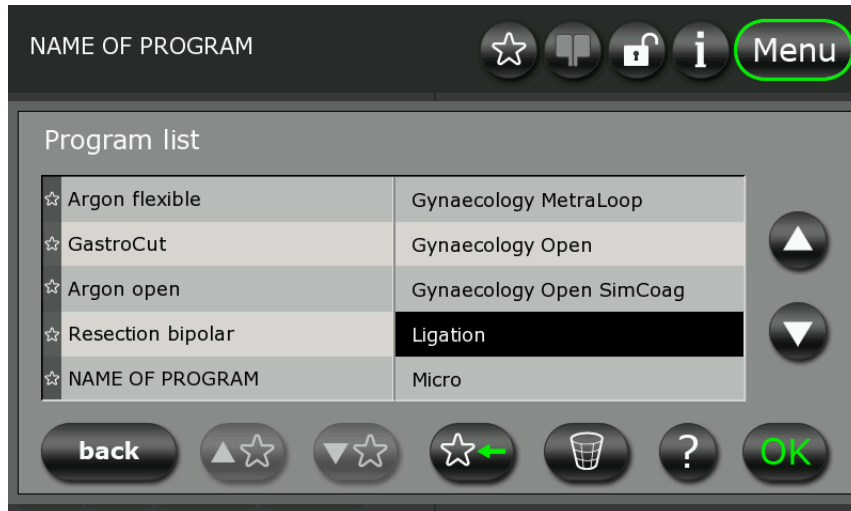 NAME OF PROGRAM
i
Menu
Program list
Argon flexible
Gynaecology MetraLoop
GastroCut
Gynaecology Open
Argon open
Gynaecology Open SimCoag
Resection bipolar
Ligation
NAME OF PROGRAM
Micro
back
?
OK